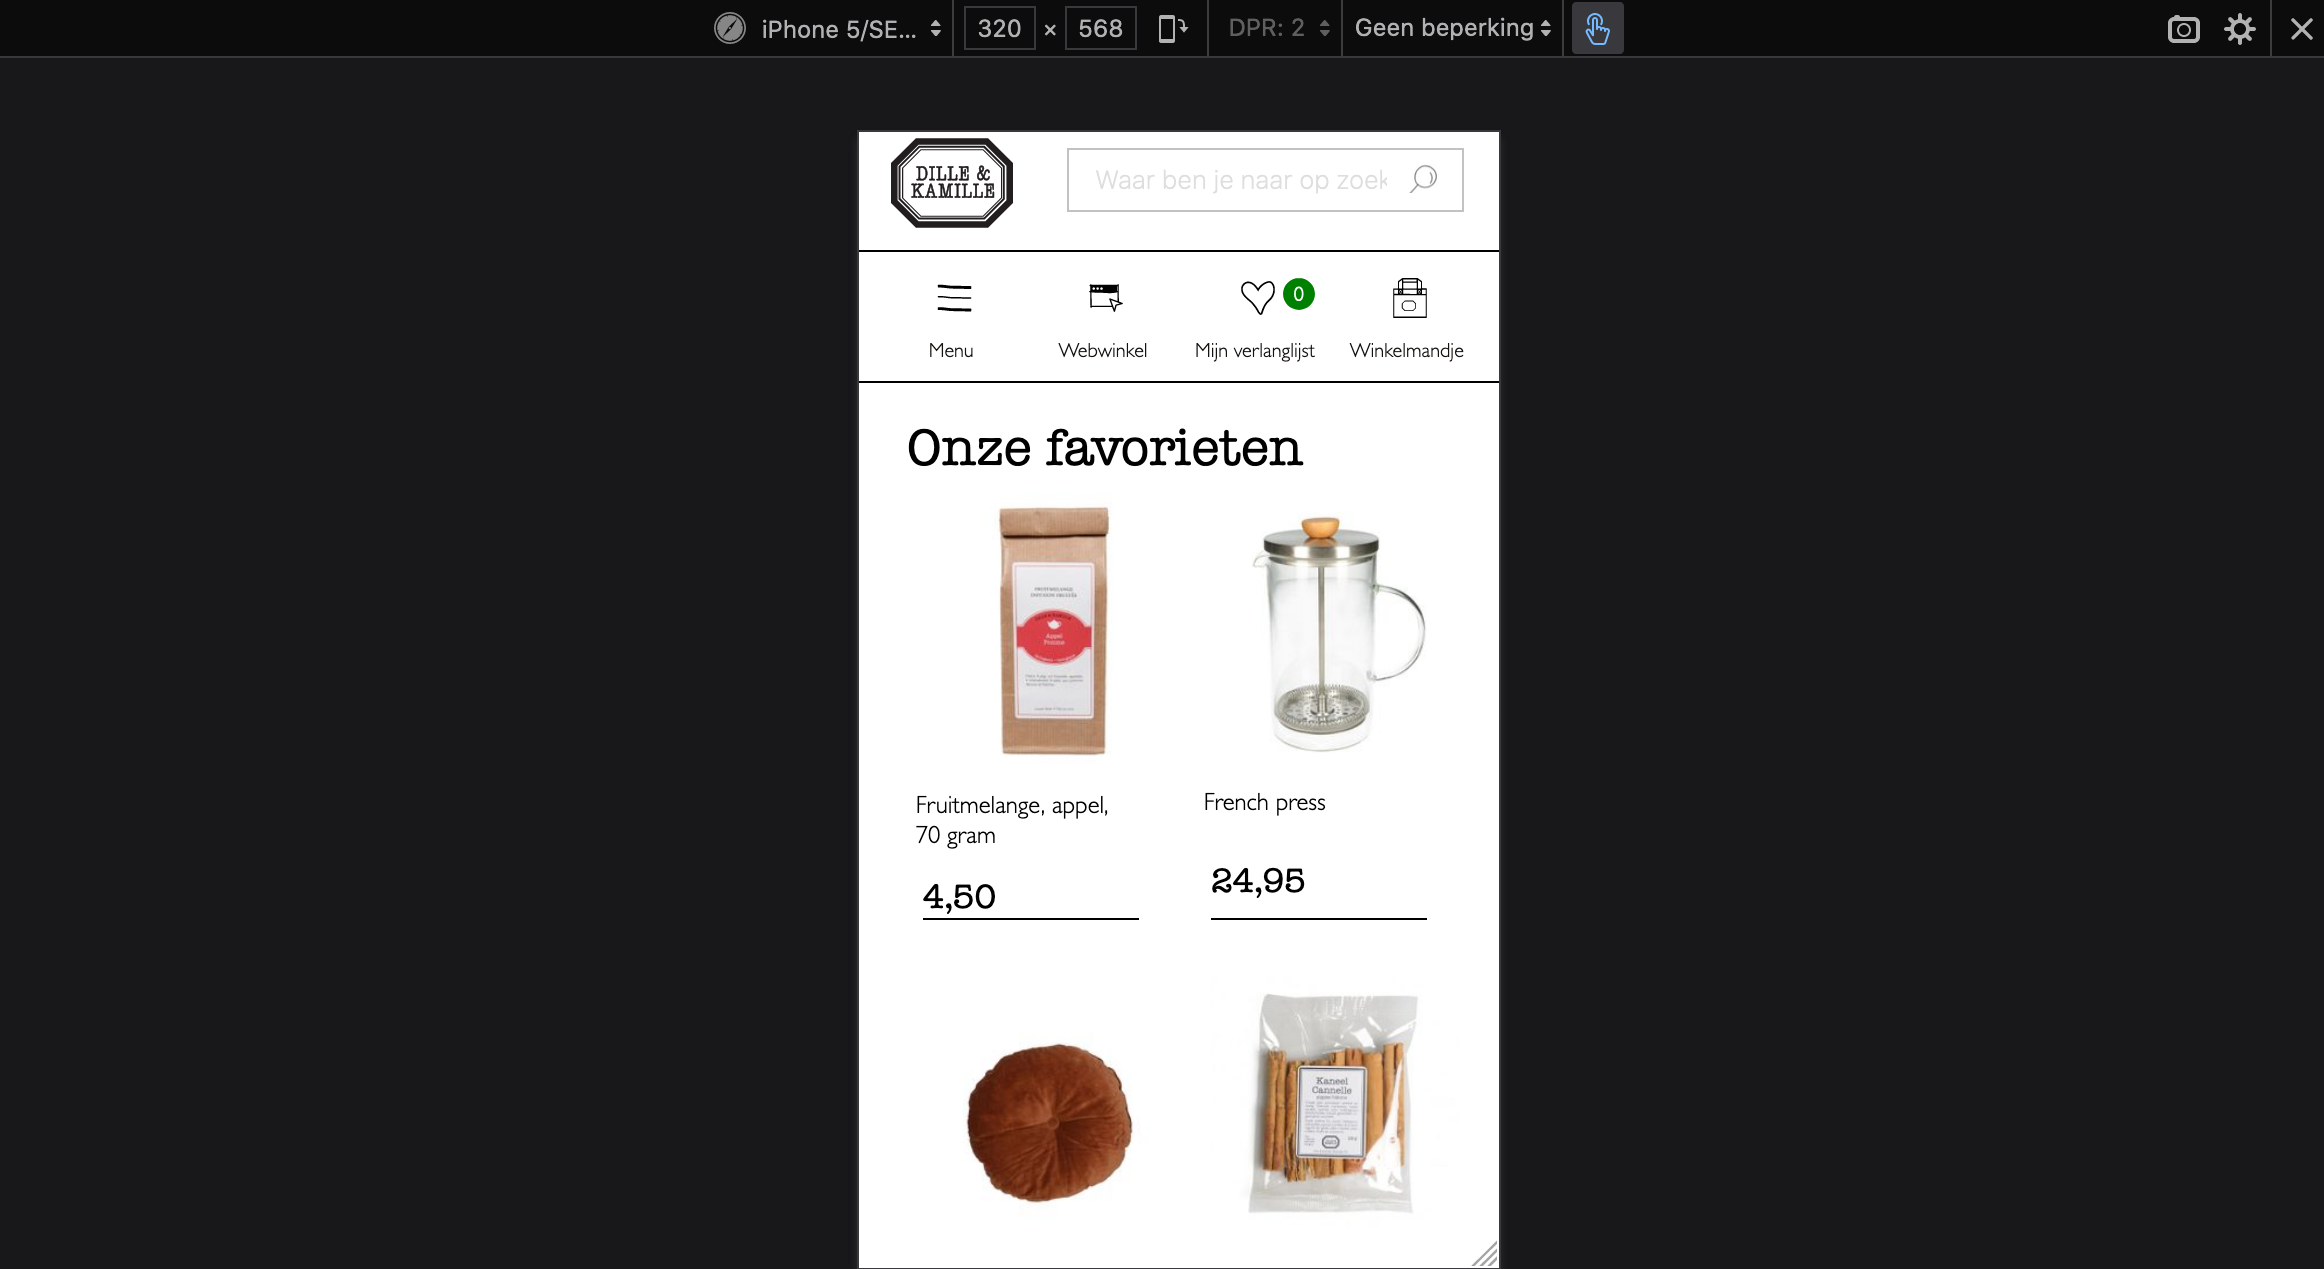 iPhone 5/SE...
320 × 568
DPR: 2
Geen beperking
DILLE &
KAMILLE
Waar ben je naar op zoek
0
Menu
Webwinkel
Mijn verlanglijst
Winkelmandje
Onze favorieten
FRUITMELANGE
Appel
Pomme
Fruitmelange, appel,
70 gram
4,50
French press
24,95
Kaneel
Cannelle